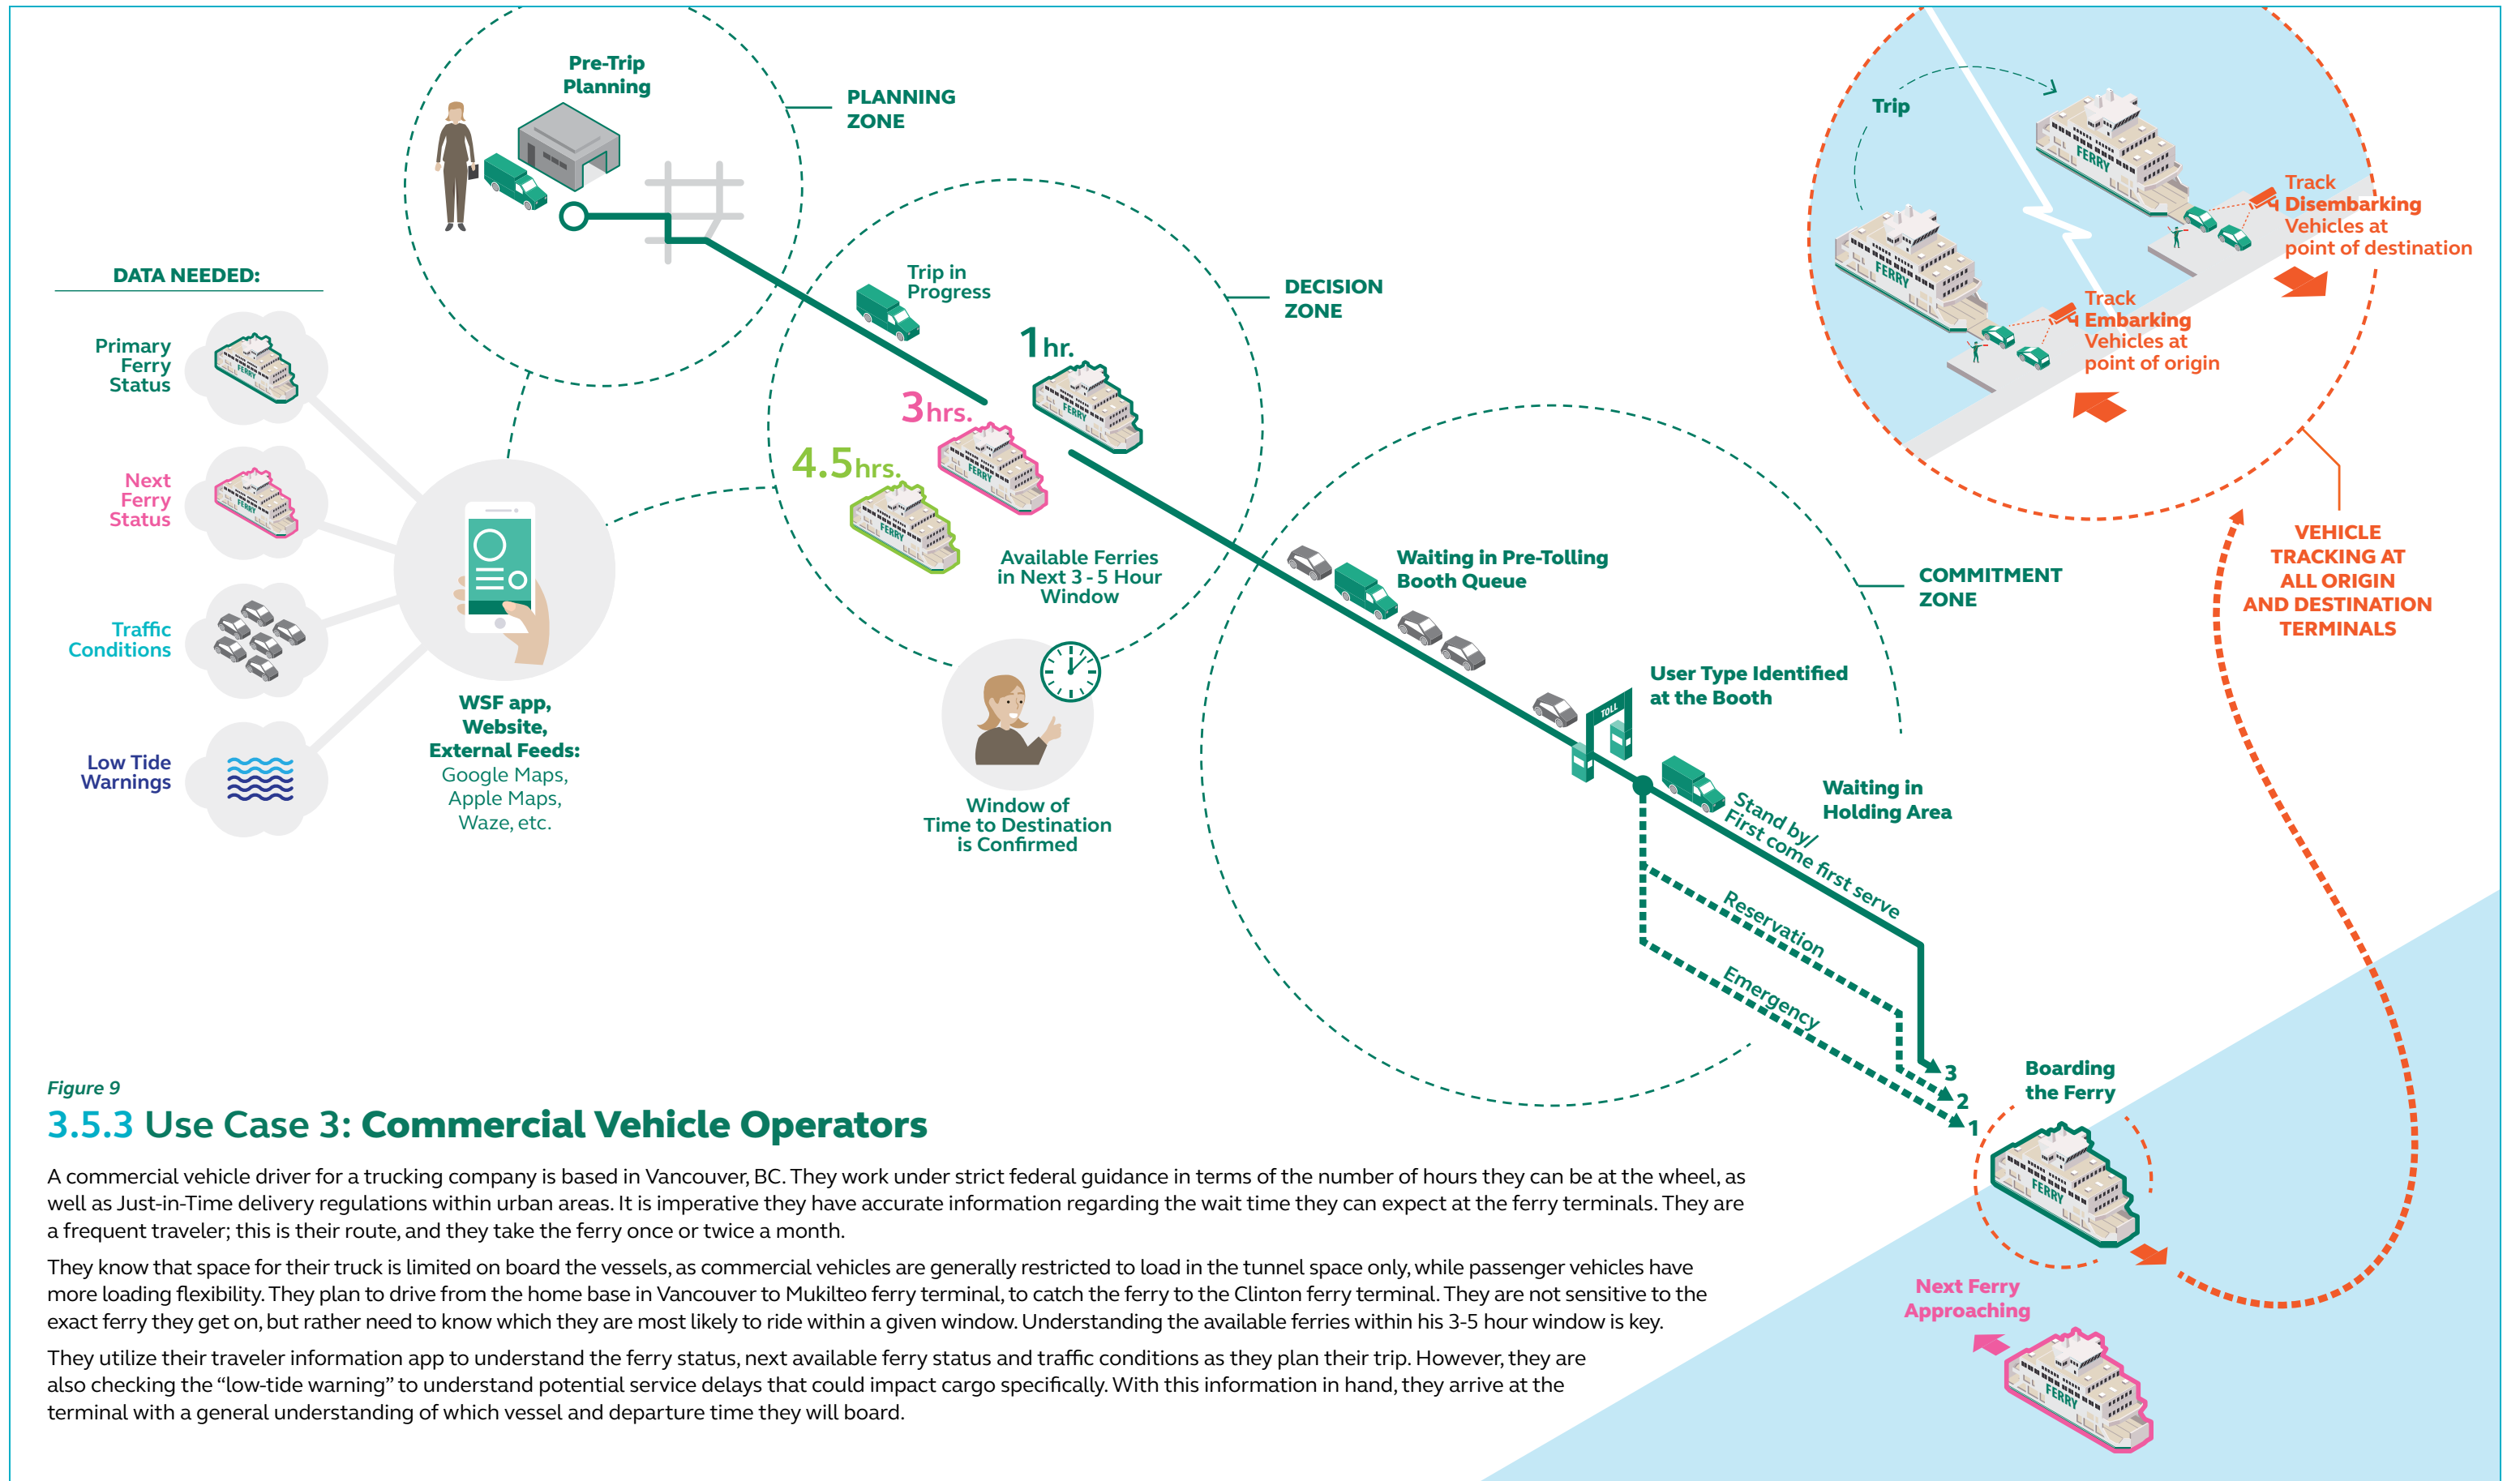 Pre-Trip
Planning
PLANNING
ZONE
DATA NEEDED:
Primary
Ferry
Status
FERRY
Next
Ferry
Status
FERRY
Traffic
Conditions
Low Tide
Warnings
WSF app,
Website,
External Feeds:
Google Maps,
Apple Maps,
Waze, etc.
Trip in
Progress
DECISION
ZONE
1hr.
FERRY
3hrs.
FERRY
4.5hrs.
FERRY
Available Ferries
in Next 3 - 5 Hour
Window
Window of
Time to Destination
is Confirmed
Waiting in Pre-Tolling
Booth Queue
COMMITMENT
ZONE
User Type Identified
at the Booth
TOLL
Waiting in
Holding Area
Stand by/
First come first serve
Reservation
Emergency
3
2
1
Boarding
the Ferry
FERRY
Next Ferry
Approaching
FERRY
Trip
FERRY
FERRY
Track
Disembarking
Vehicles at
point of destination
Track
Embarking
Vehicles at
point of origin
VEHICLE
TRACKING AT
ALL ORIGIN
AND DESTINATION
TERMINALS
Figure 9
3.5.3 Use Case 3: Commercial Vehicle Operators
A commercial vehicle driver for a trucking company is based in Vancouver, BC. They work under strict federal guidance in terms of the number of hours they can be at the wheel, as
well as Just-in-Time delivery regulations within urban areas. It is imperative they have accurate information regarding the wait time they can expect at the ferry terminals. They are
a frequent traveler; this is their route, and they take the ferry once or twice a month.
They know that space for their truck is limited on board the vessels, as commercial vehicles are generally restricted to load in the tunnel space only, while passenger vehicles have
more loading flexibility. They plan to drive from the home base in Vancouver to Mukilteo ferry terminal, to catch the ferry to the Clinton ferry terminal. They are not sensitive to the
exact ferry they get on, but rather need to know which they are most likely to ride within a given window. Understanding the available ferries within his 3-5 hour window is key.
They utilize their traveler information app to understand the ferry status, next available ferry status and traffic conditions as they plan their trip. However, they are
also checking the “low-tide warning” to understand potential service delays that could impact cargo specifically. With this information in hand, they arrive at the
terminal with a general understanding of which vessel and departure time they will board.